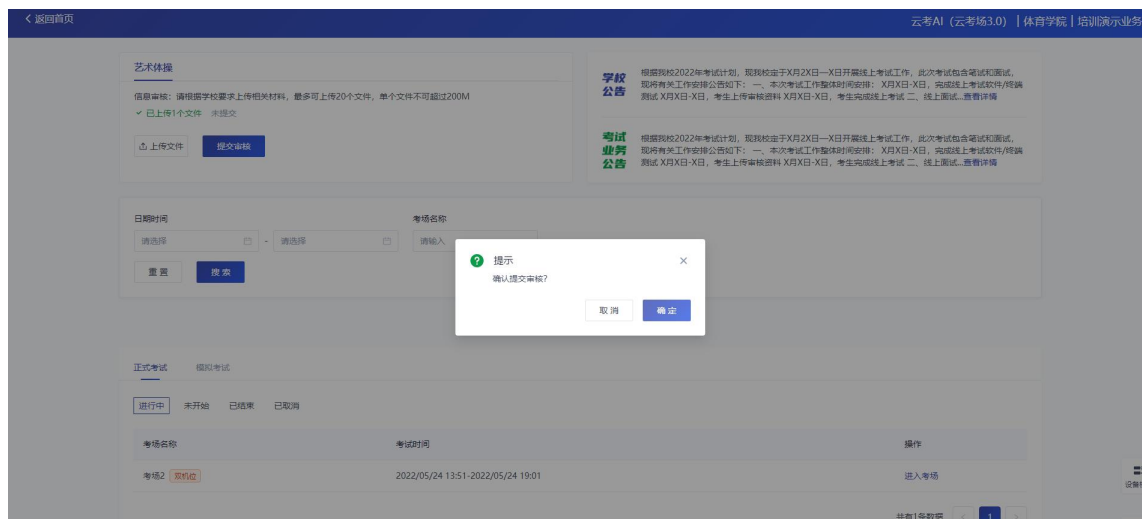 < 返回首页
云考AI（云考场3.0） | 体育学院 | 培训演示业务
艺术体操
信息审核：请根据学校要求上传相关材料，最多可上传20个文件，单个文件不可超过200M
已上传1个文件 未提交
上传文件 提交审核
学校公告
根据我校2022年考试计划，现我校定于X月2X日—X日开展线上考试工作，此次考试包含笔试和面试，
现将有关工作安排公告如下：一、本次考试工作整体时间安排： X月X日-X日，完成线上考试软件/终端
测试 X月X日-X日，考生上传审核资料 X月X日-X日，考生完成线上考试 二、线上面试...查看详情
考试业务公告
根据我校2022年考试计划，现我校定于X月2X日—X日开展线上考试工作，此次考试包含笔试和面试，
现将有关工作安排公告如下：一、本次考试工作整体时间安排： X月X日-X日，完成线上考试软件/终端
测试 X月X日-X日，考生上传审核资料 X月X日-X日，考生完成线上考试 二、线上面试...查看详情
日期时间 考场名称
请选择 - 请选择 请输入
重置 搜索
提示
确认提交审核?
取消 确定
正式考试 模拟考试
进行中 未开始 已结束 已取消
考场名称 考试时间 操作
考场2 双机位 2022/05/24 13:51-2022/05/24 19:01 进入考场
共有1条数据 < 1 >